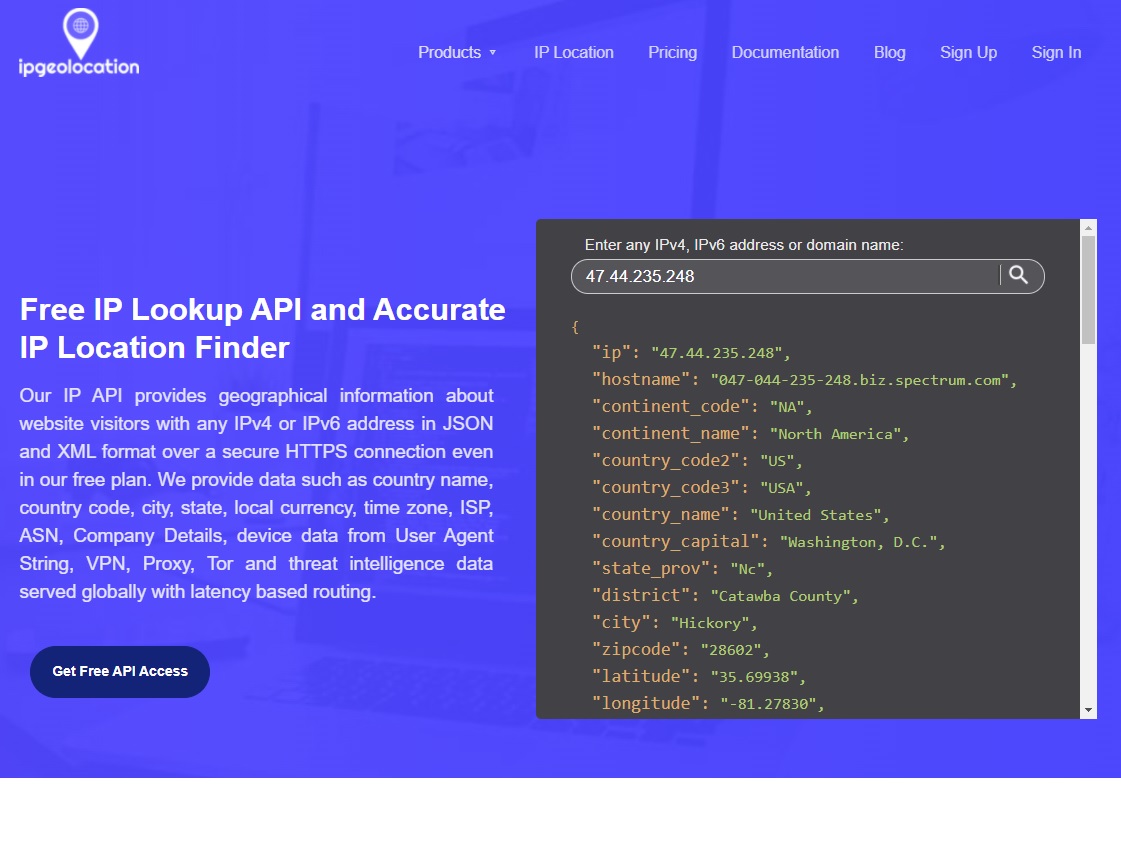 ipgeolocation
Products ▼ IP Location Pricing Documentation Blog Sign Up Sign In
Free IP Lookup API and Accurate
IP Location Finder
Our IP API provides geographical information about
website visitors with any IPv4 or IPv6 address in JSON
and XML format over a secure HTTPS connection even
in our free plan. We provide data such as country name,
country code, city, state, local currency, time zone, ISP,
ASN, Company Details, device data from User Agent
String, VPN, Proxy, Tor and threat intelligence data
served globally with latency based routing.
Get Free API Access
Enter any IPv4, IPv6 address or domain name:
47.44.235.248
{
"ip": "47.44.235.248",
"hostname": "047-044-235-248.biz.spectrum.com",
"continent_code": "NA",
"continent_name": "North America",
"country_code2": "US",
"country_code3": "USA",
"country_name": "United States",
"country_capital": "Washington, D.C.",
"state_prov": "Nc",
"district": "Catawba County",
"city": "Hickory",
"zipcode": "28602",
"latitude": "35.69938",
"longitude": "-81.27830",